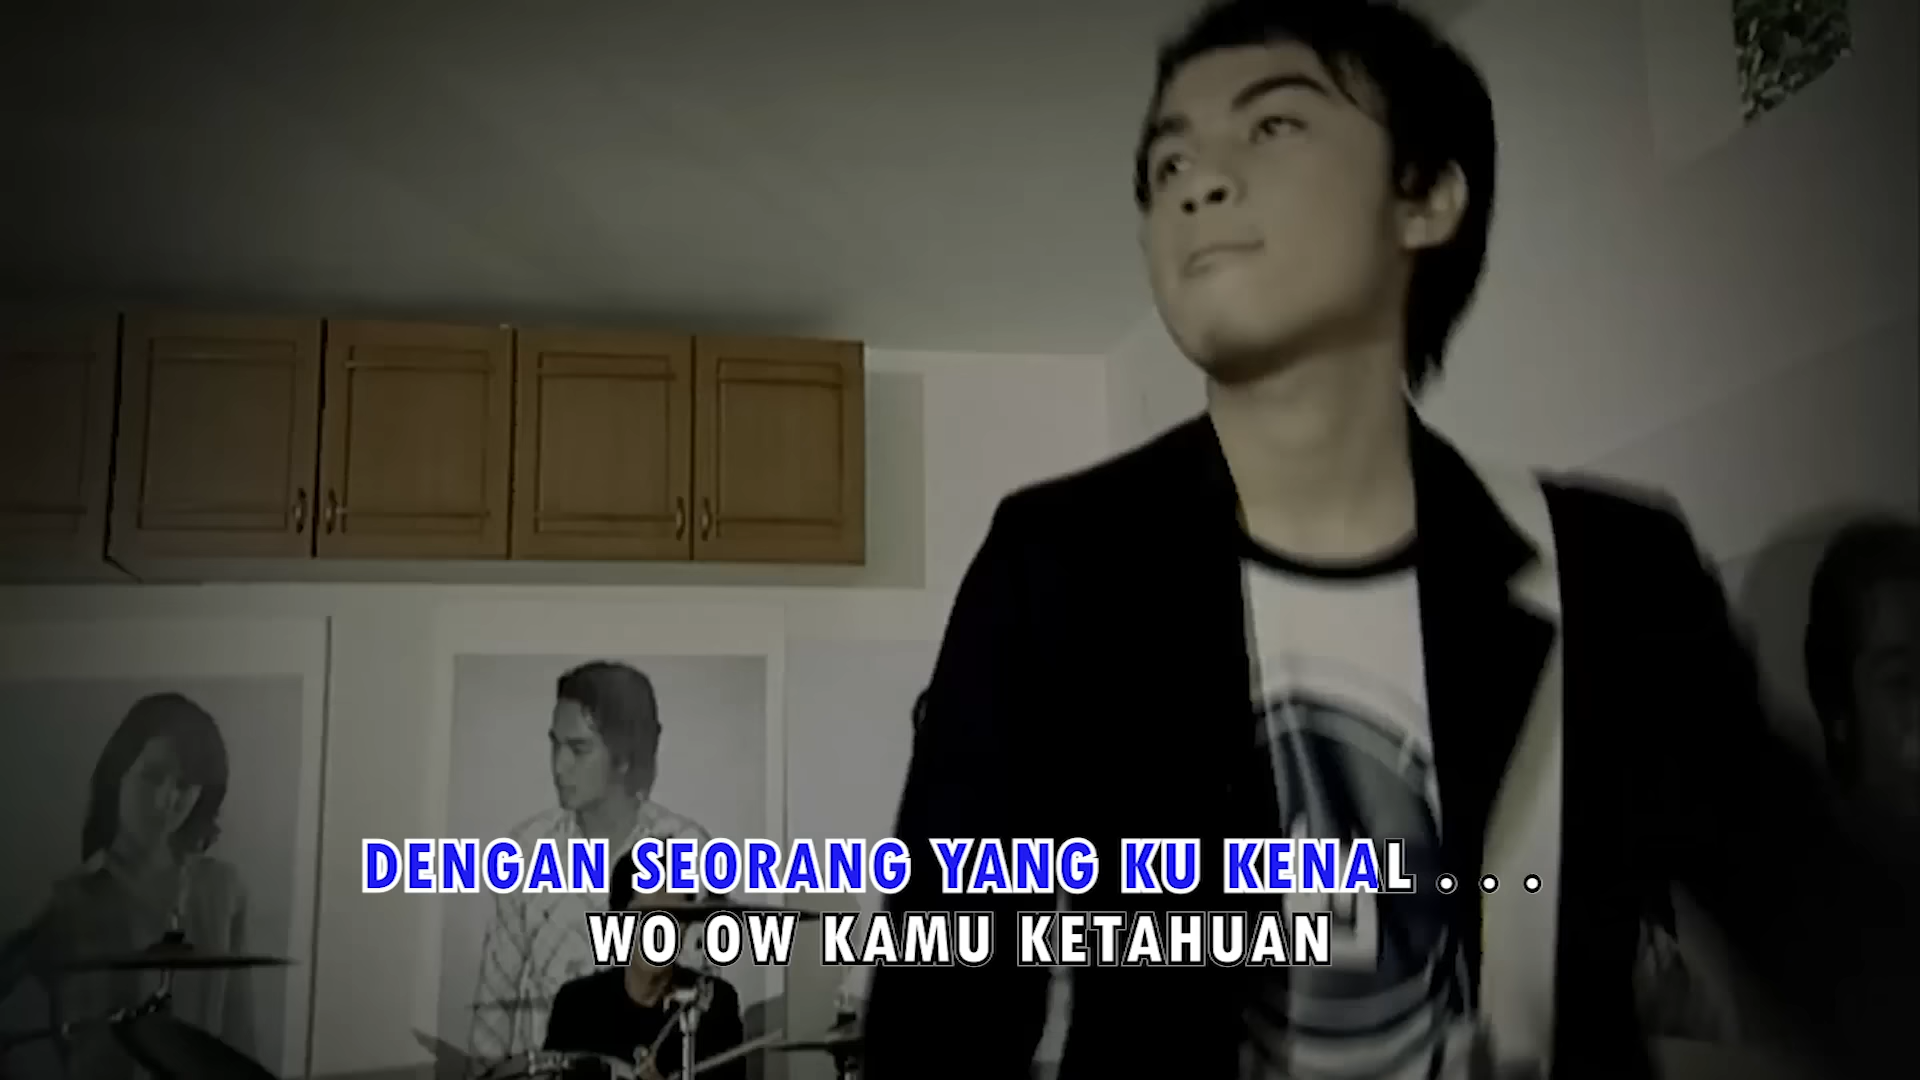 DENGAN SEORANG YANG KU KENAL . . .
WO OW KAMU KETAHUAN